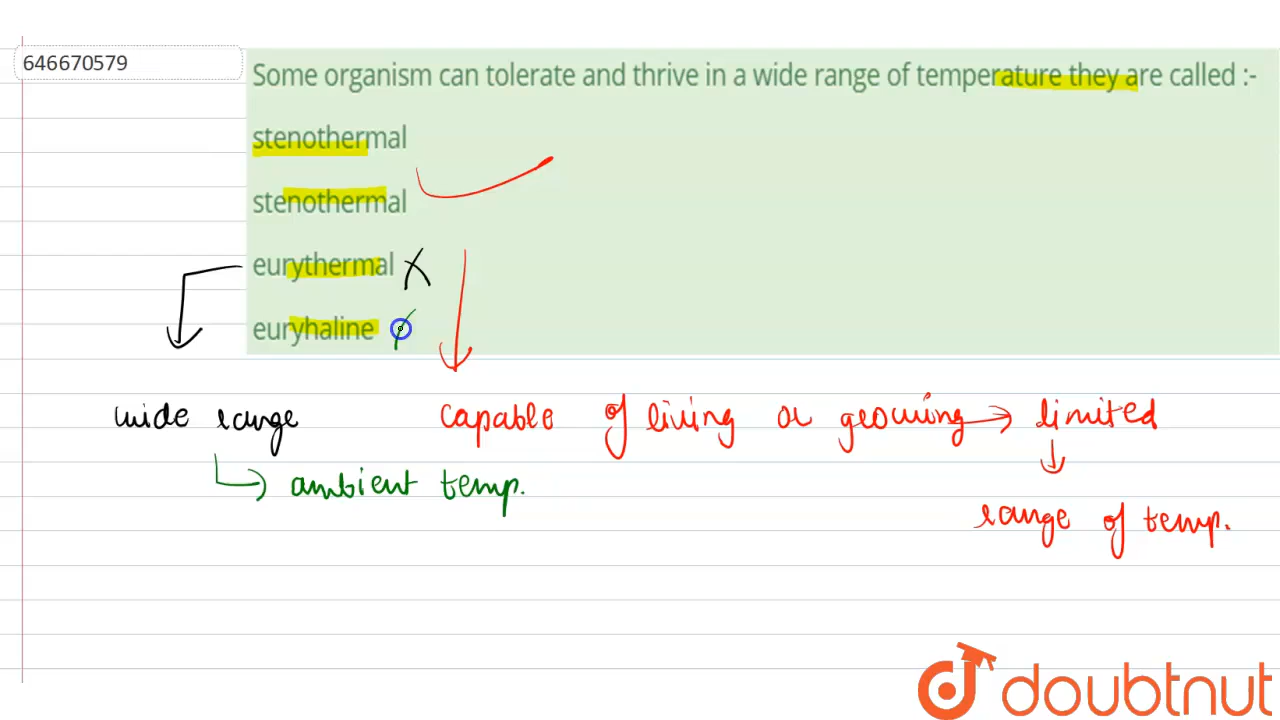 646670579
Some organism can tolerate and thrive in a wide range of temperature they are called :-
stenothermal
stenothermal
eurythermal
euryhaline
wide range
capable of living or growing → limited
ambient temp.
range of temp.
doubtnut